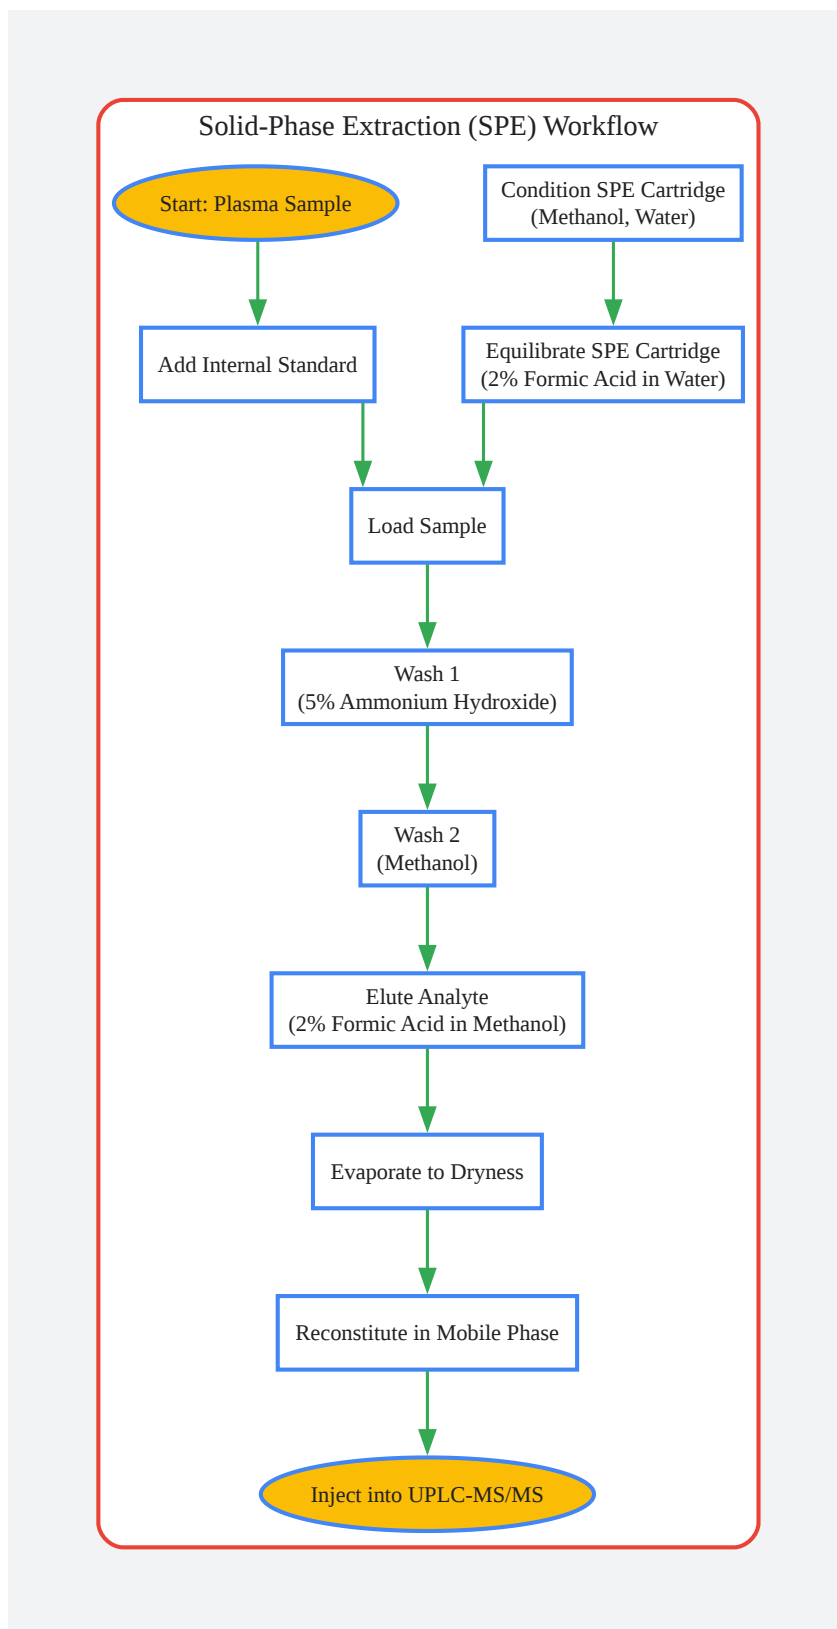 Solid-Phase Extraction (SPE) Workflow
Start: Plasma Sample
Condition SPE Cartridge
(Methanol, Water)
Add Internal Standard
Equilibrate SPE Cartridge
(2% Formic Acid in Water)
Load Sample
Wash 1
(5% Ammonium Hydroxide)
Wash 2
(Methanol)
Elute Analyte
(2% Formic Acid in Methanol)
Evaporate to Dryness
Reconstitute in Mobile Phase
Inject into UPLC-MS/MS